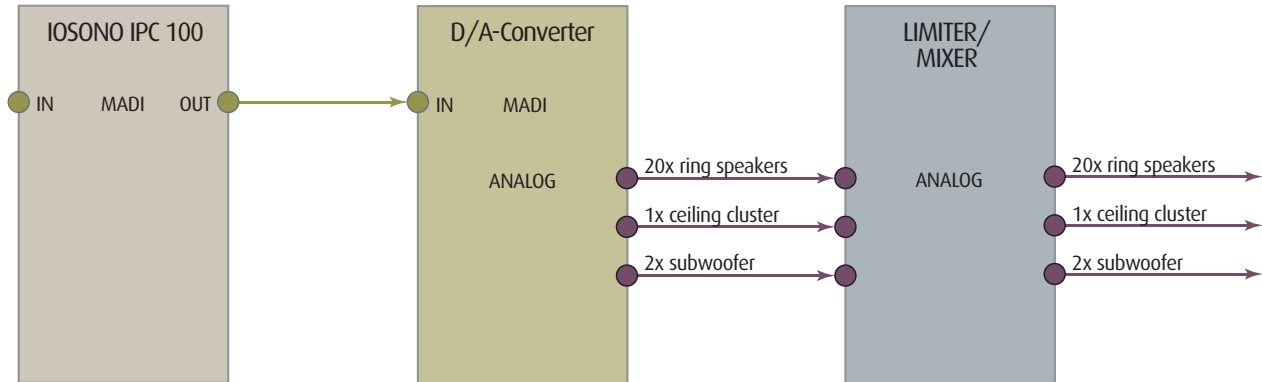 IOSONO IPC 100
IN MADI OUT
D/A-Converter
IN MADI
ANALOG
20x ring speakers
1x ceiling cluster
2x subwoofer
LIMITER/
MIXER
ANALOG
20x ring speakers
1x ceiling cluster
2x subwoofer